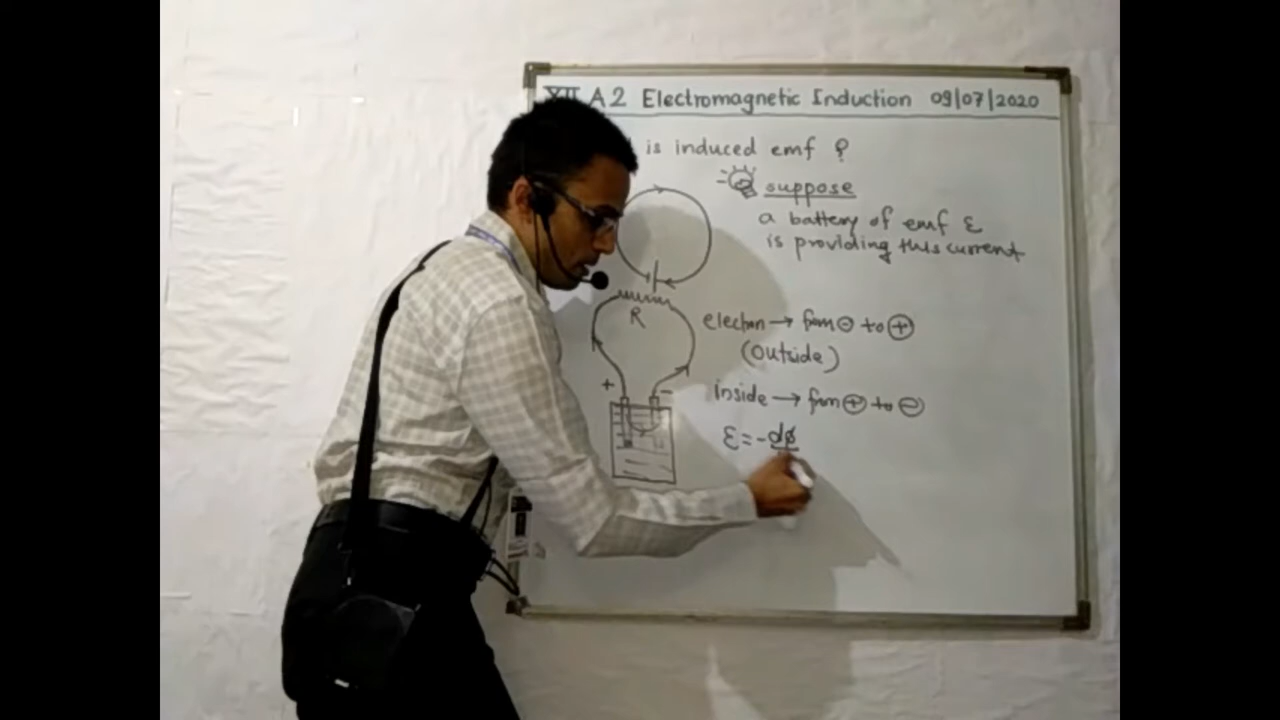 XII A2 Electromagnetic Induction 09/07/2020
is induced emf ?
suppose
a battery of emf ε
is providing this current
R
electron → from ⊖ to ⊕
(outside)
+ −
inside → from ⊕ to ⊖
ε = -dφ